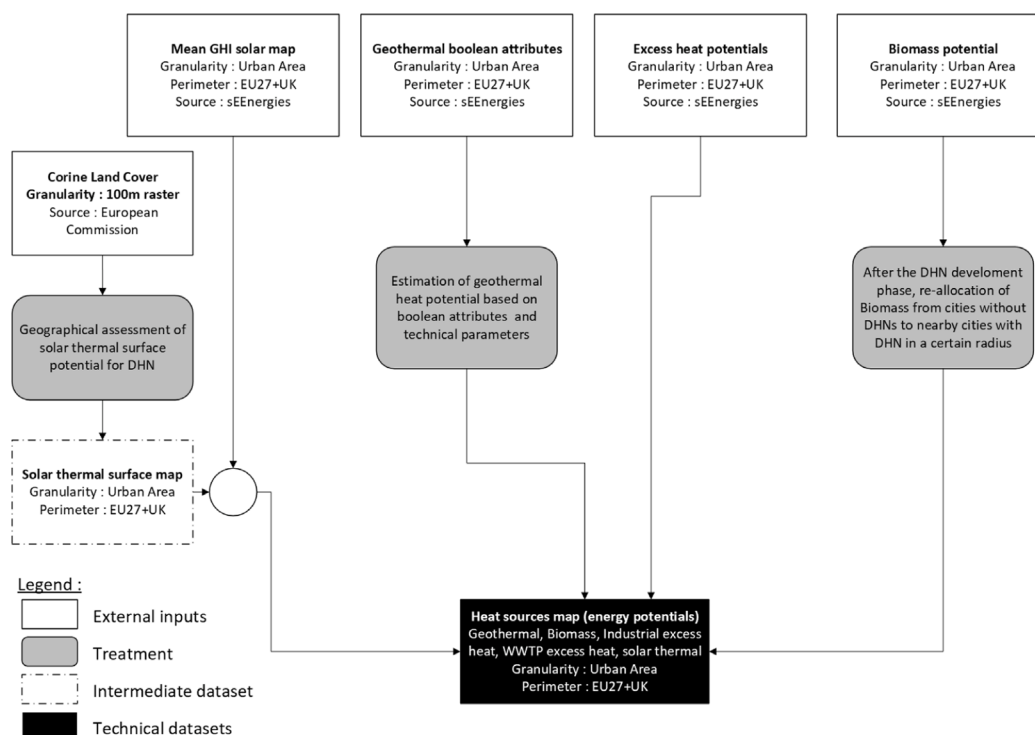 Mean GHI solar map
Granularity : Urban Area
Perimeter : EU27+UK
Source : sEEnergies
Geothermal boolean attributes
Granularity : Urban Area
Perimeter : EU27+UK
Source : sEEnergies
Excess heat potentials
Granularity : Urban Area
Perimeter : EU27+UK
Source : sEEnergies
Biomass potential
Granularity : Urban Area
Perimeter : EU27+UK
Source : sEEnergies
Corine Land Cover
Granularity : 100m raster
Source : European
Commission
Geographical assessment of
solar thermal surface
potential for DHN
Estimation of geothermal
heat potential based on
boolean attributes and
technical parameters
After the DHN develoment
phase, re-allocation of
Biomass from cities without
DHNs to nearby cities with
DHN in a certain radius
Solar thermal surface map
Granularity : Urban Area
Perimeter : EU27+UK
Heat sources map (energy potentials)
Geothermal, Biomass, Industrial excess
heat, WWTP excess heat, solar thermal
Granularity : Urban Area
Perimeter : EU27+UK
Legend :
External inputs
Treatment
Intermediate dataset
Technical datasets